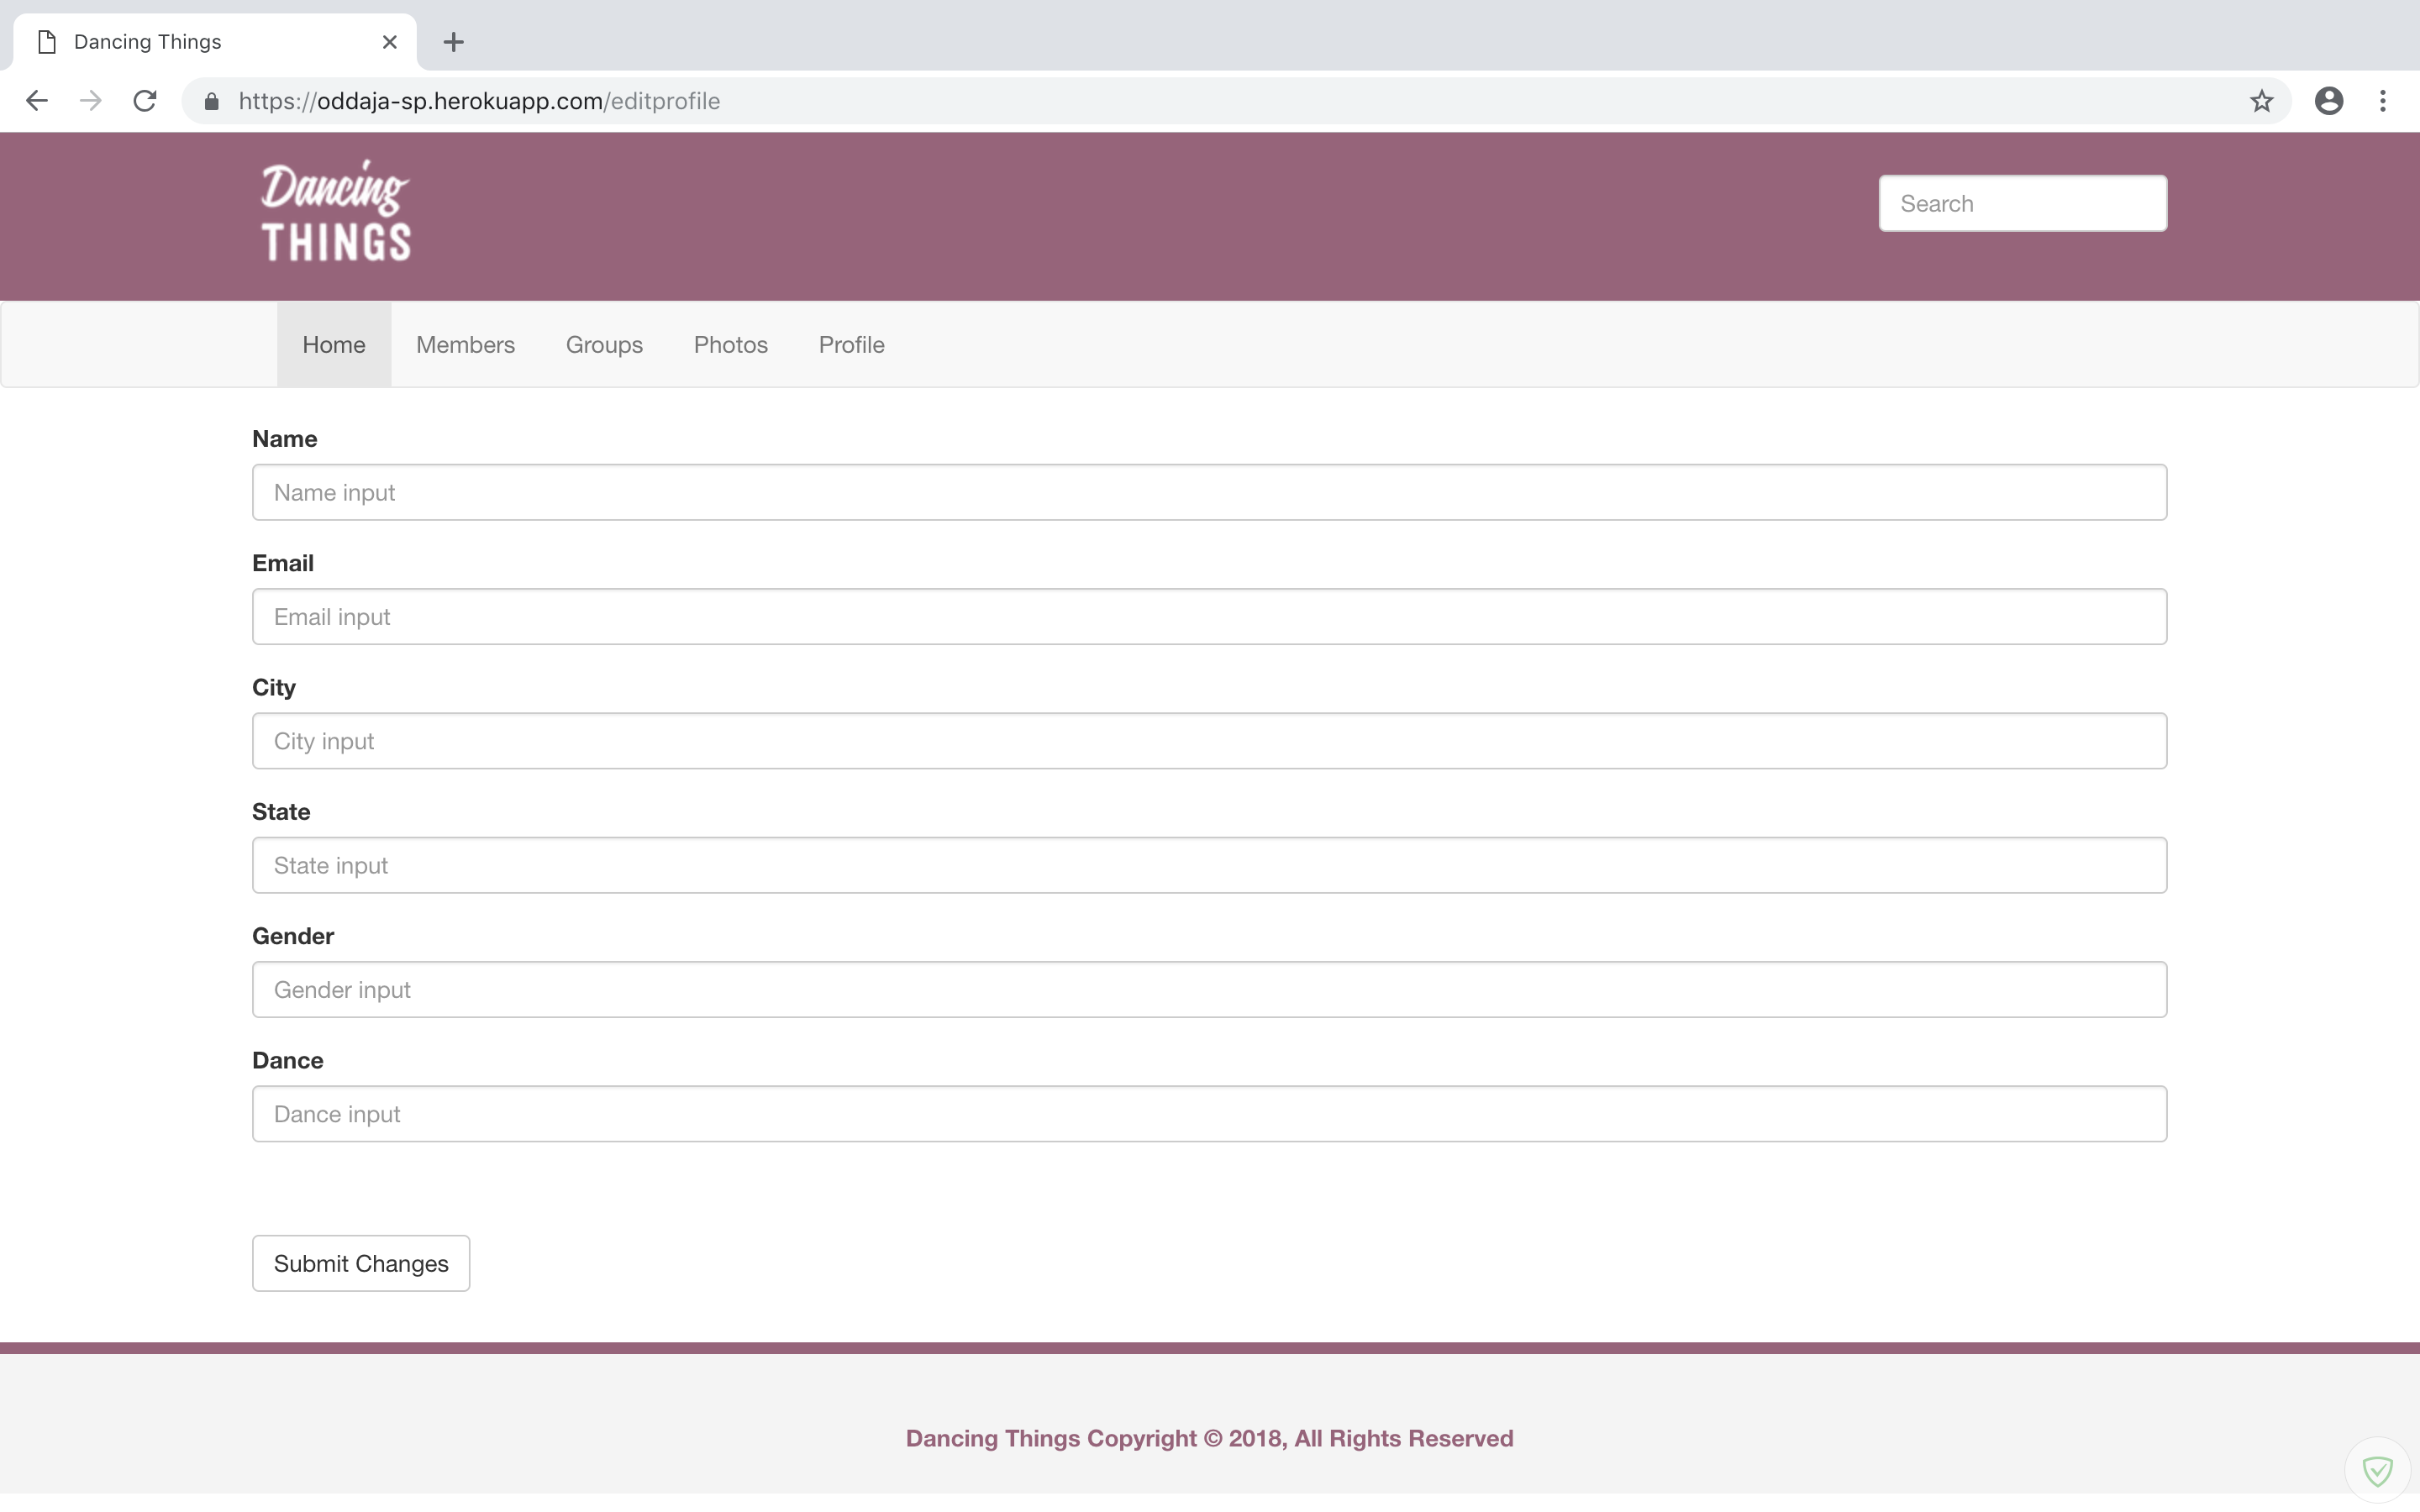 Dancing Things
https://oddaja-sp.herokuapp.com/editprofile
Dancing
THINGS
Search
Home Members Groups Photos Profile
Name
Name input
Email
Email input
City
City input
State
State input
Gender
Gender input
Dance
Dance input
Submit Changes
Dancing Things Copyright © 2018, All Rights Reserved